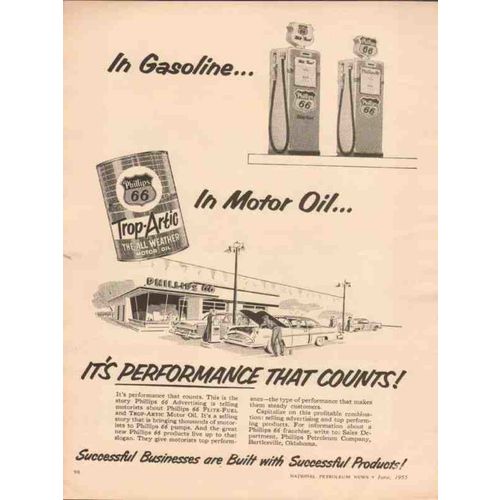 In Gasoline...
Phillips
66
Phillips
66
66
Phillips
66
Trop-Artic
THE ALL-WEATHER
MOTOR OIL
In Motor Oil...
PHILLIPS 66
IT'S PERFORMANCE THAT COUNTS!
It's performance that counts. This is the
story Phillips 66 Advertising is telling
motorists about Phillips 66 FLITE-FUEL
and TROP-ARTIC Motor Oil. It's a selling
story that is bringing thousands of motor-
ists to Phillips 66 pumps. And the great
new Phillips 66 products live up to that
slogan. They give motorists top perform-
ance—the type of performance that makes
them steady customers.
Capitalize on this profitable combina-
tion: selling advertising and top perform-
ing products. For information about a
Phillips 66 franchise, write to: Sales De-
partment, Phillips Petroleum Company,
Bartlesville, Oklahoma.
Successful Businesses are Built with Successful Products!
NATIONAL PETROLEUM NEWS • June, 1955